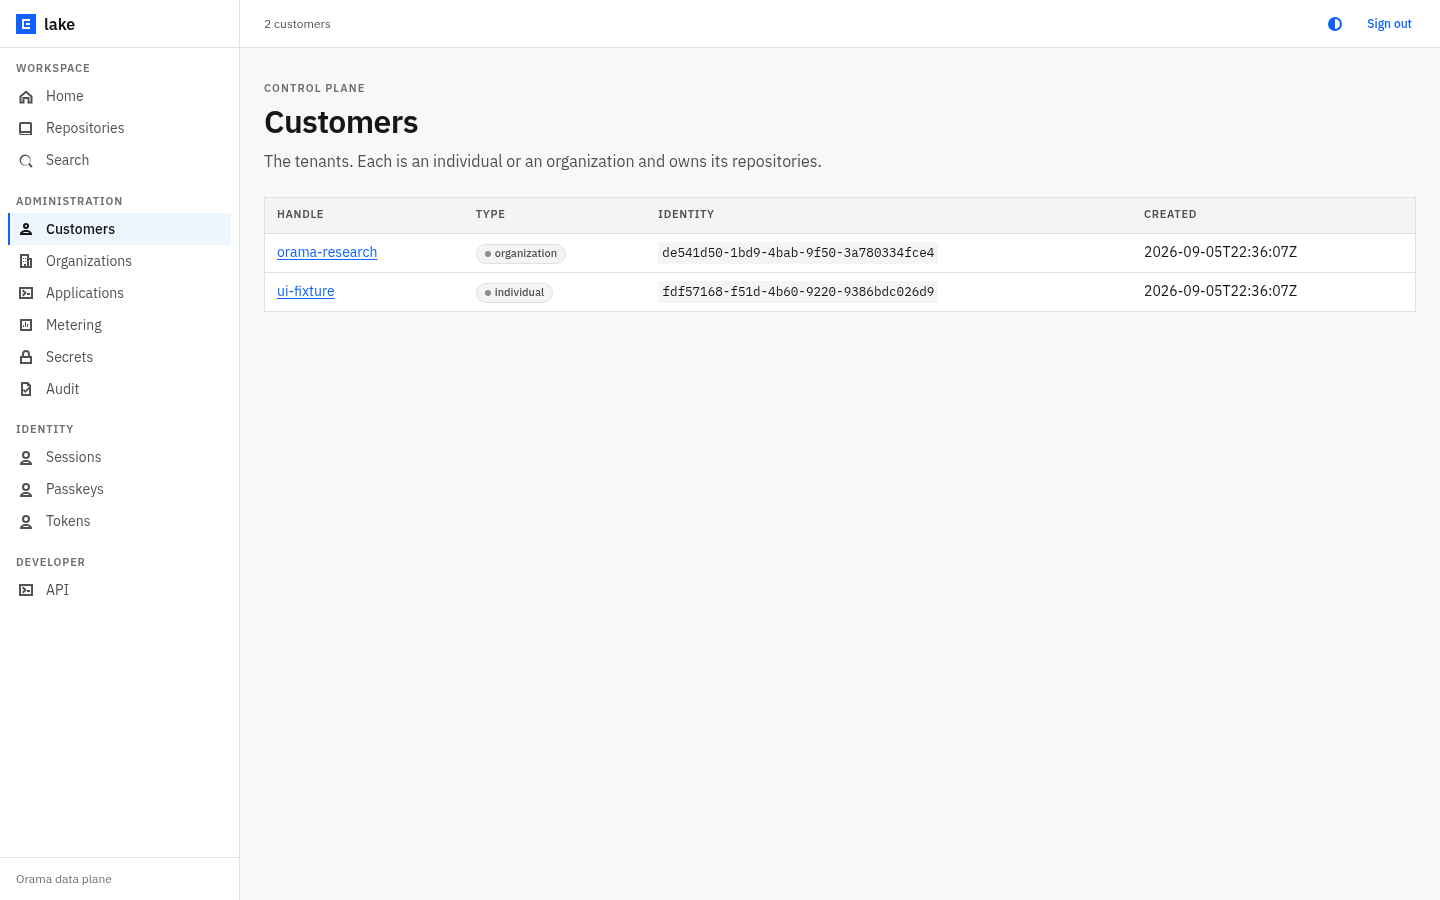 lake
2 customers
Sign out
WORKSPACE
Home
Repositories
Search
ADMINISTRATION
Customers
Organizations
Applications
Metering
Secrets
Audit
IDENTITY
Sessions
Passkeys
Tokens
DEVELOPER
API
Orama data plane
CONTROL PLANE
Customers
The tenants. Each is an individual or an organization and owns its repositories.
HANDLE TYPE IDENTITY CREATED
orama-research organization de541d50-1bd9-4bab-9f50-3a780334fce4 2026-09-05T22:36:07Z
ui-fixture individual fdf57168-f51d-4b60-9220-9386bdc026d9 2026-09-05T22:36:07Z